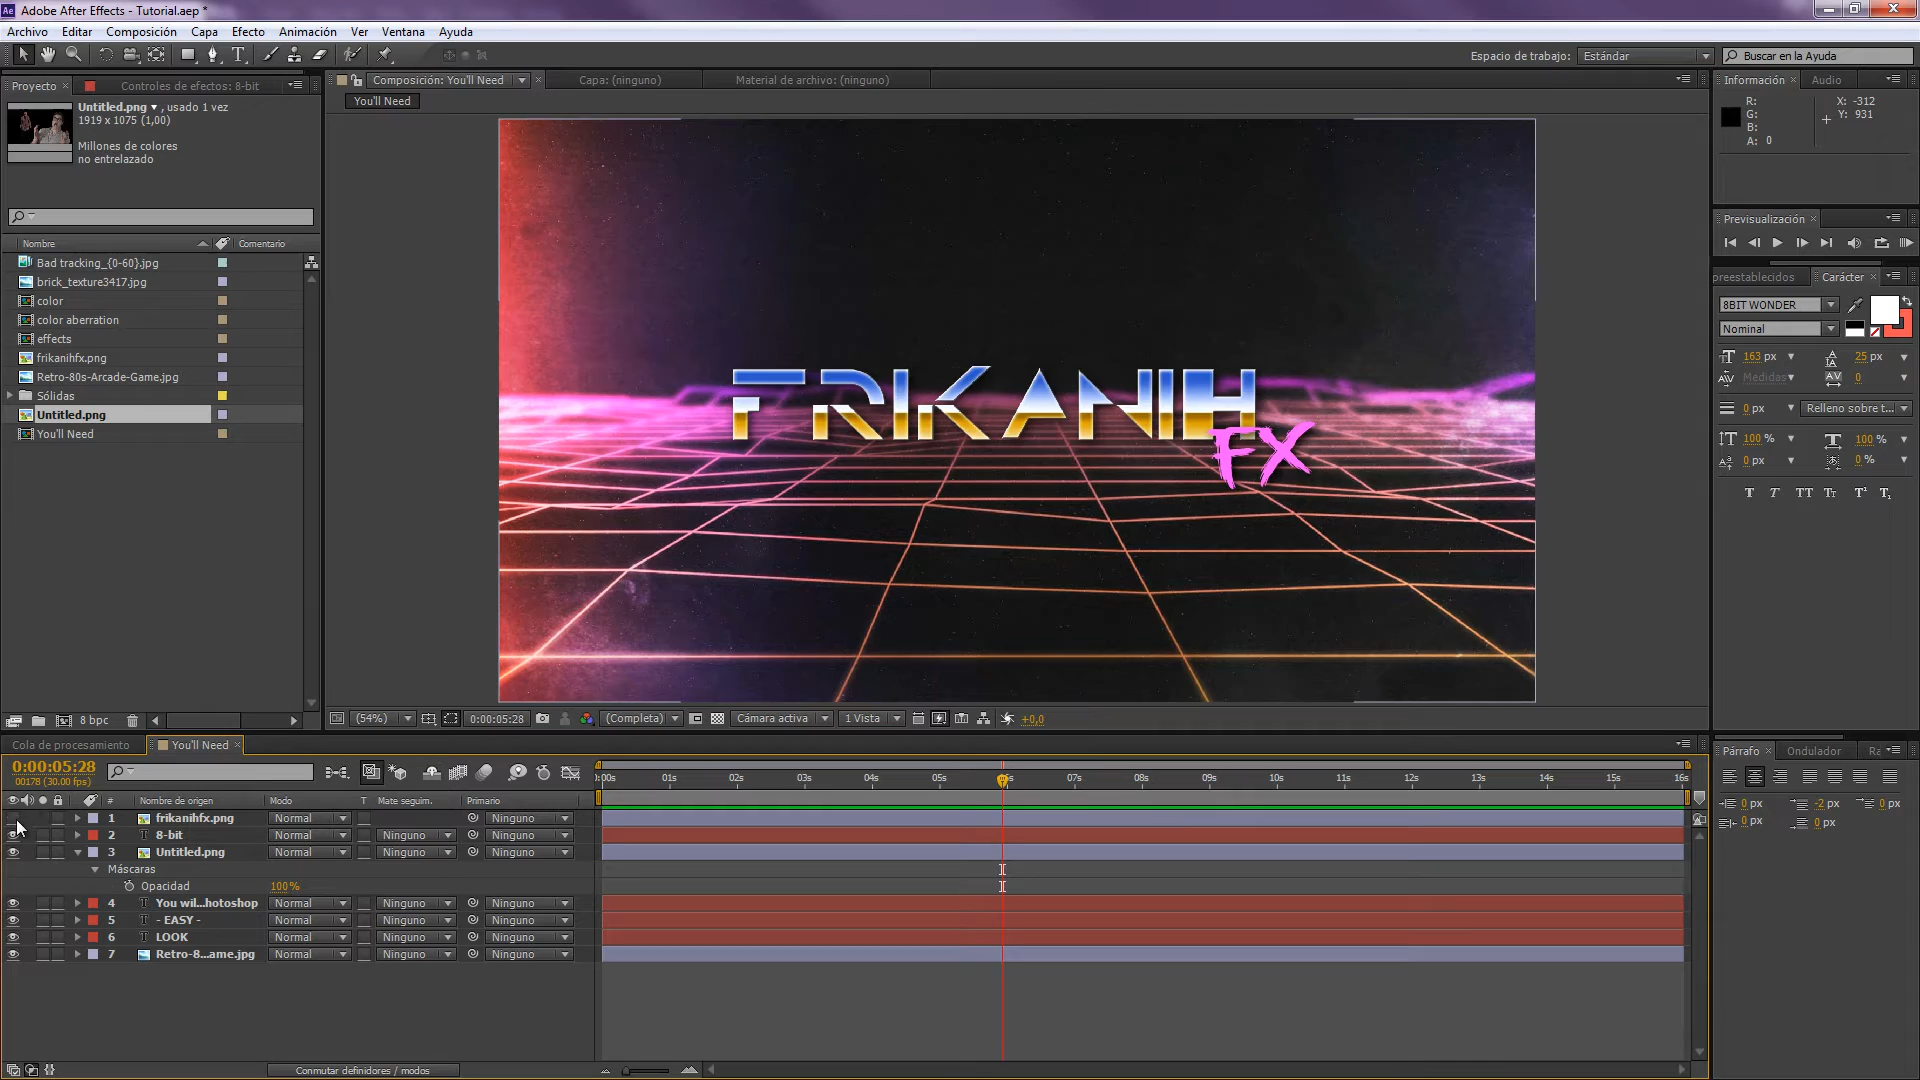 Adobe After Effects - Tutorial.aep *
Archivo Editar Composición Capa Efecto Animación Ver Ventana Ayuda
Espacio de trabajo: Estándar Buscar en la Ayuda
Proyecto Controles de efectos: 8-bit
Untitled.png , usado 1 vez
1919 x 1075 (1,00)
Millones de colores
no entrelazado
Nombre Comentario
Bad tracking_{0-60}.jpg
brick_texture3417.jpg
color
color aberration
effects
frikanihfx.png
Retro-80s-Arcade-Game.jpg
Sólidas
Untitled.png
You'll Need
8 bpc
Composición: You'll Need Capa: (ninguno) Material de archivo: (ninguno)
You'll Need
FRIKANIH
FX
(54%) 0:00:05:28 (Completa) Cámara activa 1 Vista +0,0
Información Audio
R: X: -312
G: Y: 931
B:
A: 0
Previsualización
preestablecidos Carácter
8BIT WONDER
Nominal
163 px 25 px
Medidas 0
0 px Relleno sobre t...
100 % 100 %
0 px 0 %
T T TT Tt T¹ T₁
Cola de procesamiento You'll Need
0:00:05:28
00178 (30.00 fps)
:00s 01s 02s 03s 04s 05s 07s 08s 09s 10s 11s 12s 13s 14s 15s 16s
# Nombre de origen Modo T Mate seguim. Primario
1 frikanihfx.png Normal Ninguno
2 8-bit Normal Ninguno Ninguno
3 Untitled.png Normal Ninguno Ninguno
Máscaras
Opacidad 100%
4 You wil...hotoshop Normal Ninguno Ninguno
5 - EASY - Normal Ninguno Ninguno
6 LOOK Normal Ninguno Ninguno
7 Retro-8...ame.jpg Normal Ninguno Ninguno
Conmutar definidores / modos
Párrafo Ondulador Ra
0 px -2 px 0 px
0 px 0 px